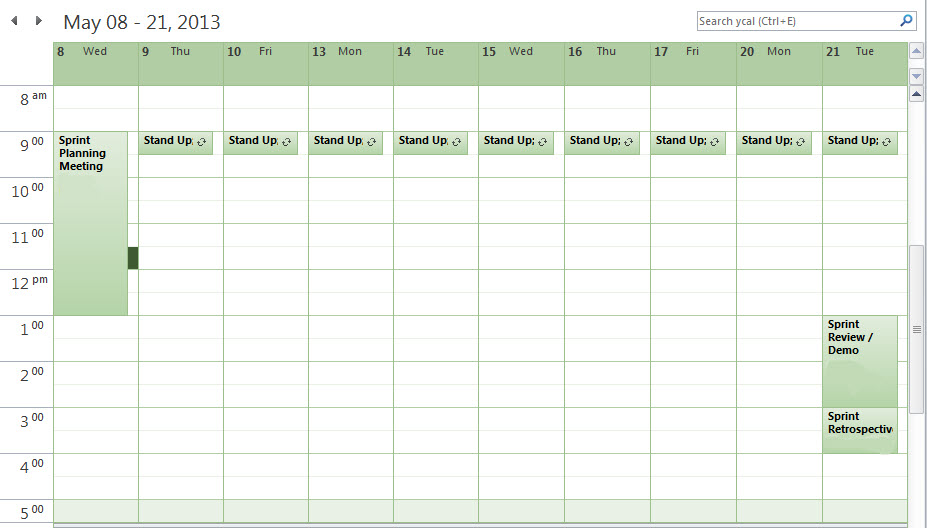 May 08 - 21, 2013
Search ycal (Ctrl+E)
8 Wed 9 Thu 10 Fri 13 Mon 14 Tue 15 Wed 16 Thu 17 Fri 20 Mon 21 Tue
8 am
9 00
Sprint
Planning
Meeting
Stand Up; Stand Up; Stand Up; Stand Up; Stand Up; Stand Up; Stand Up; Stand Up; Stand Up;
10 00
11 00
12 pm
1 00
Sprint
Review /
Demo
2 00
3 00
Sprint
Retrospectiv
4 00
5 00